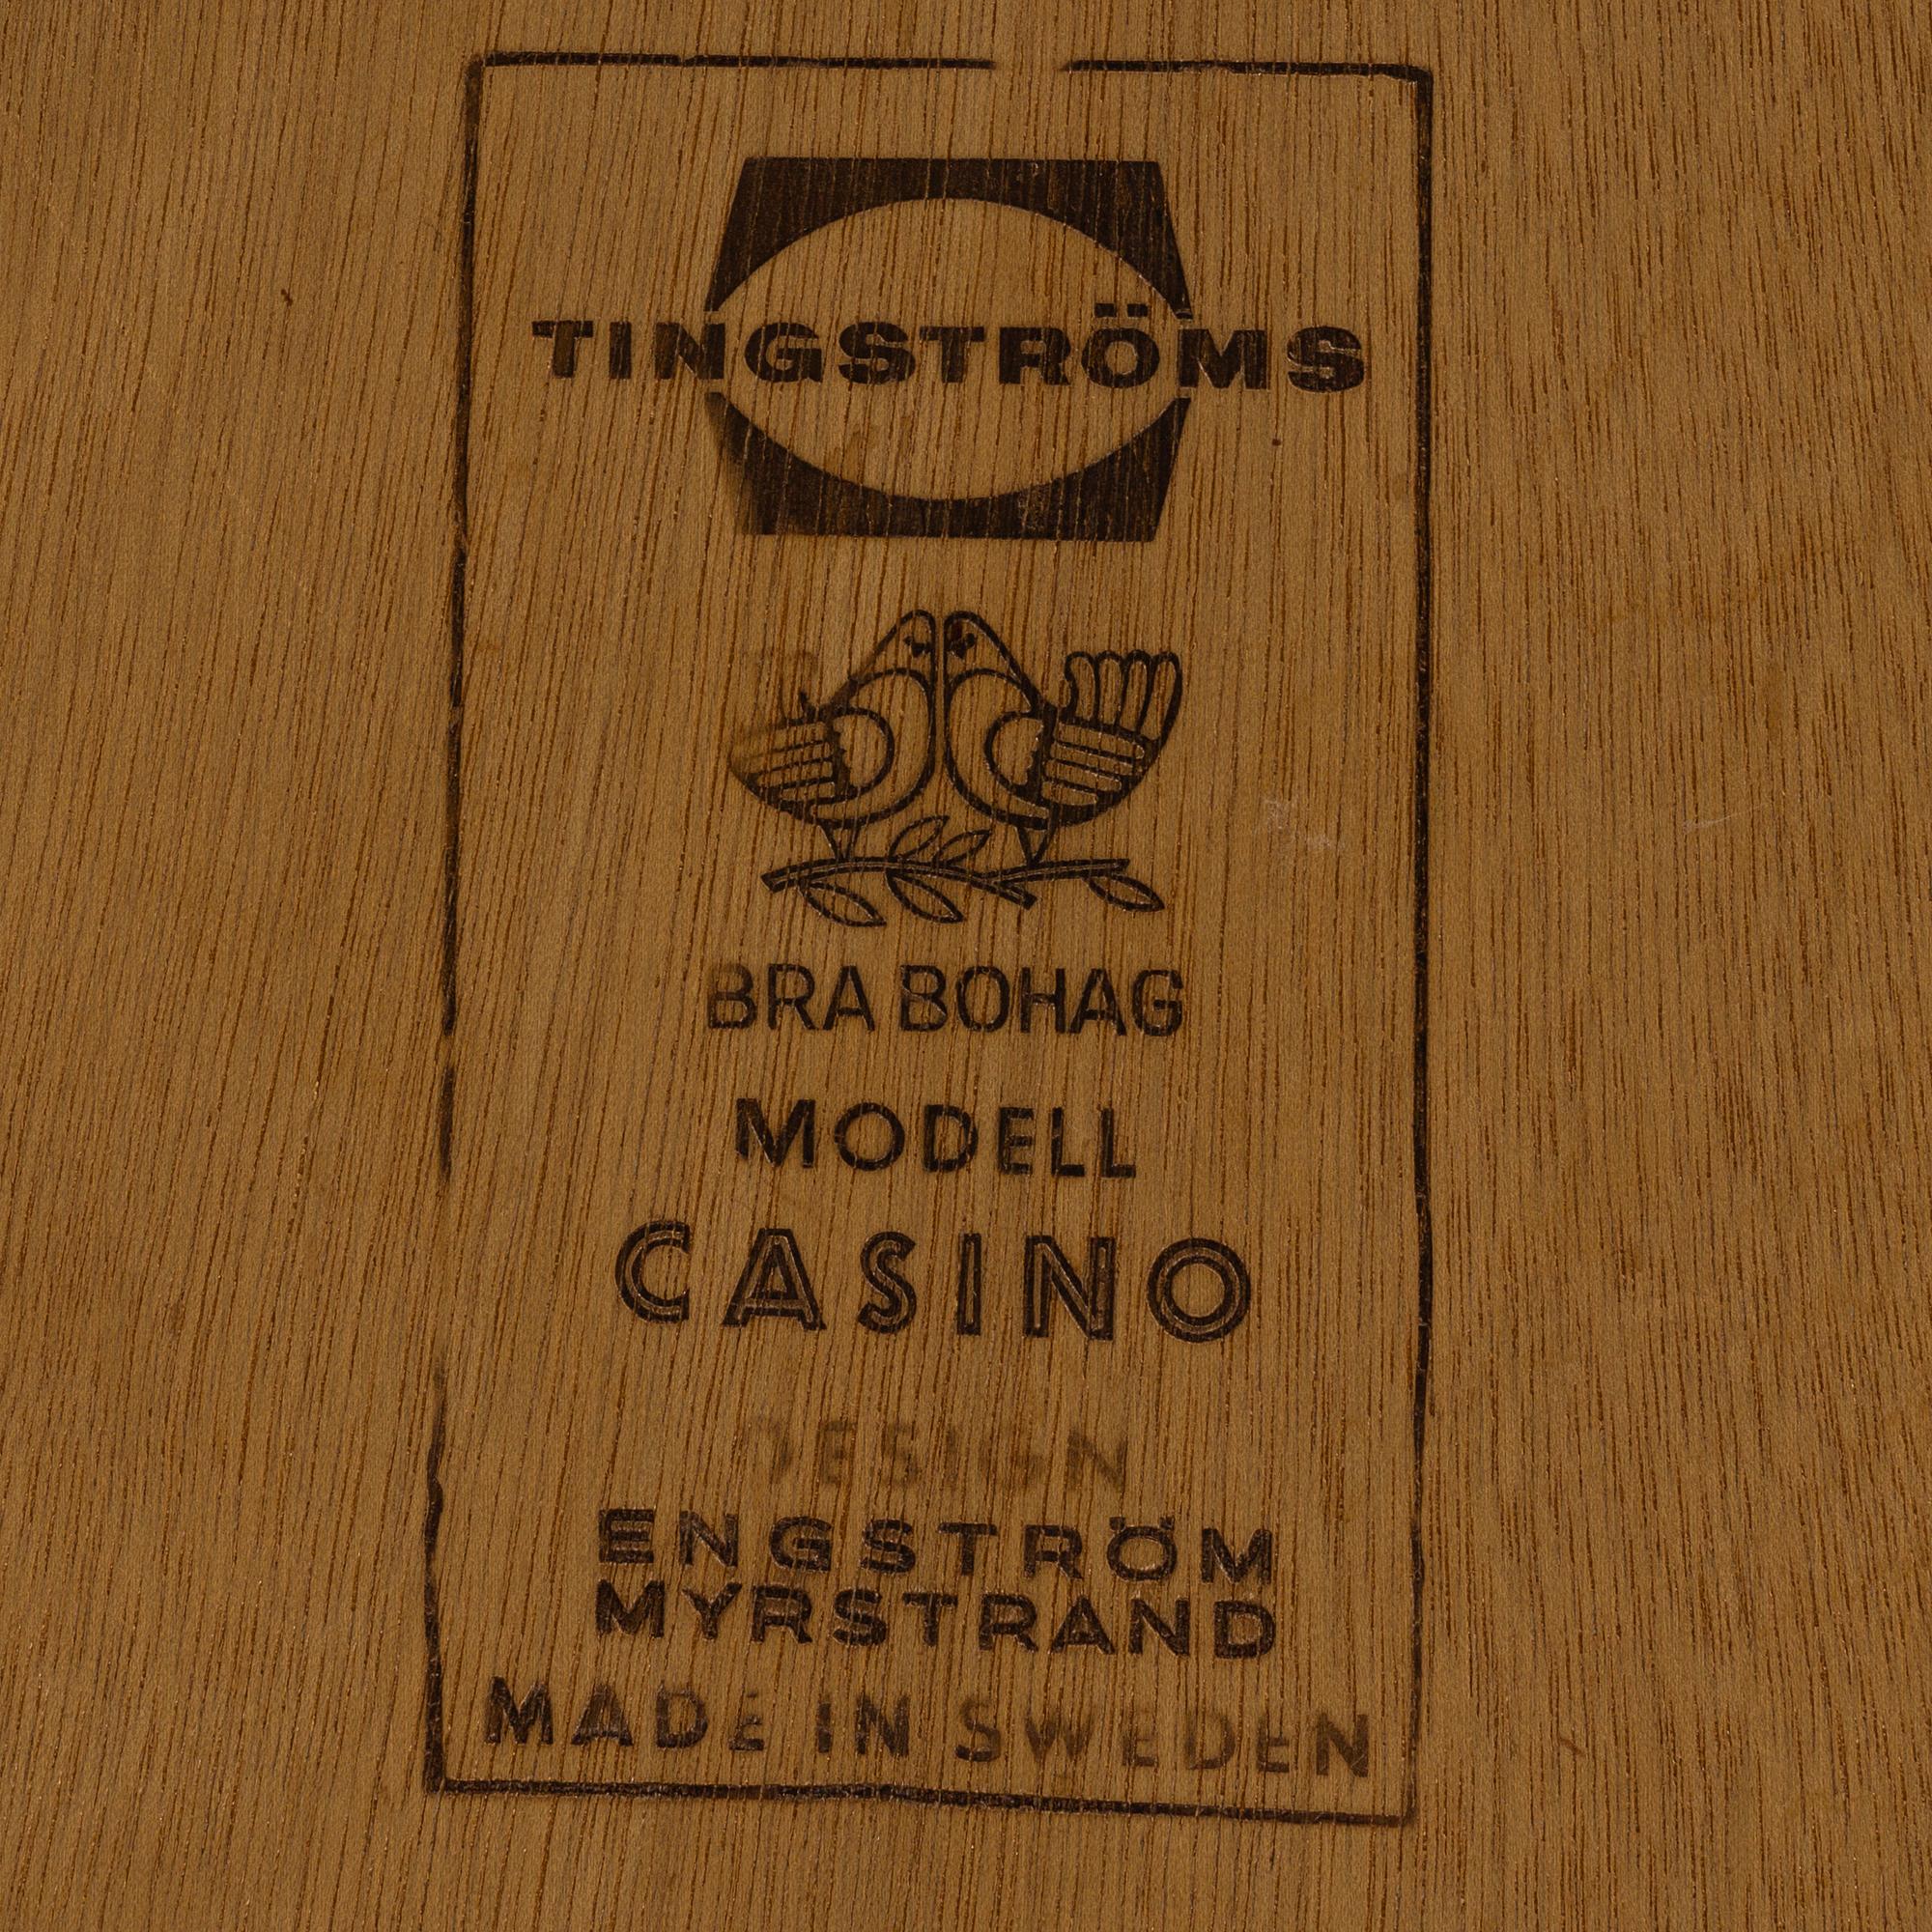 TINGSTRÖMS
BRA BOHAG
MODELL
CASINO
DESIGN
ENGSTRÖM
MYRSTRAND
MADE IN SWEDEN